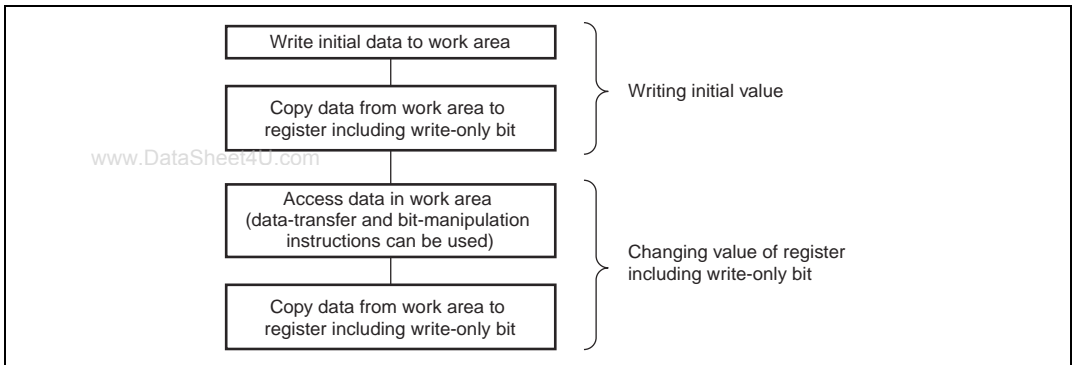 Write initial data to work area
Copy data from work area to
register including write-only bit
Writing initial value
www.DataSheet4U.com
Access data in work area
(data-transfer and bit-manipulation
instructions can be used)
Copy data from work area to
register including write-only bit
Changing value of register
including write-only bit